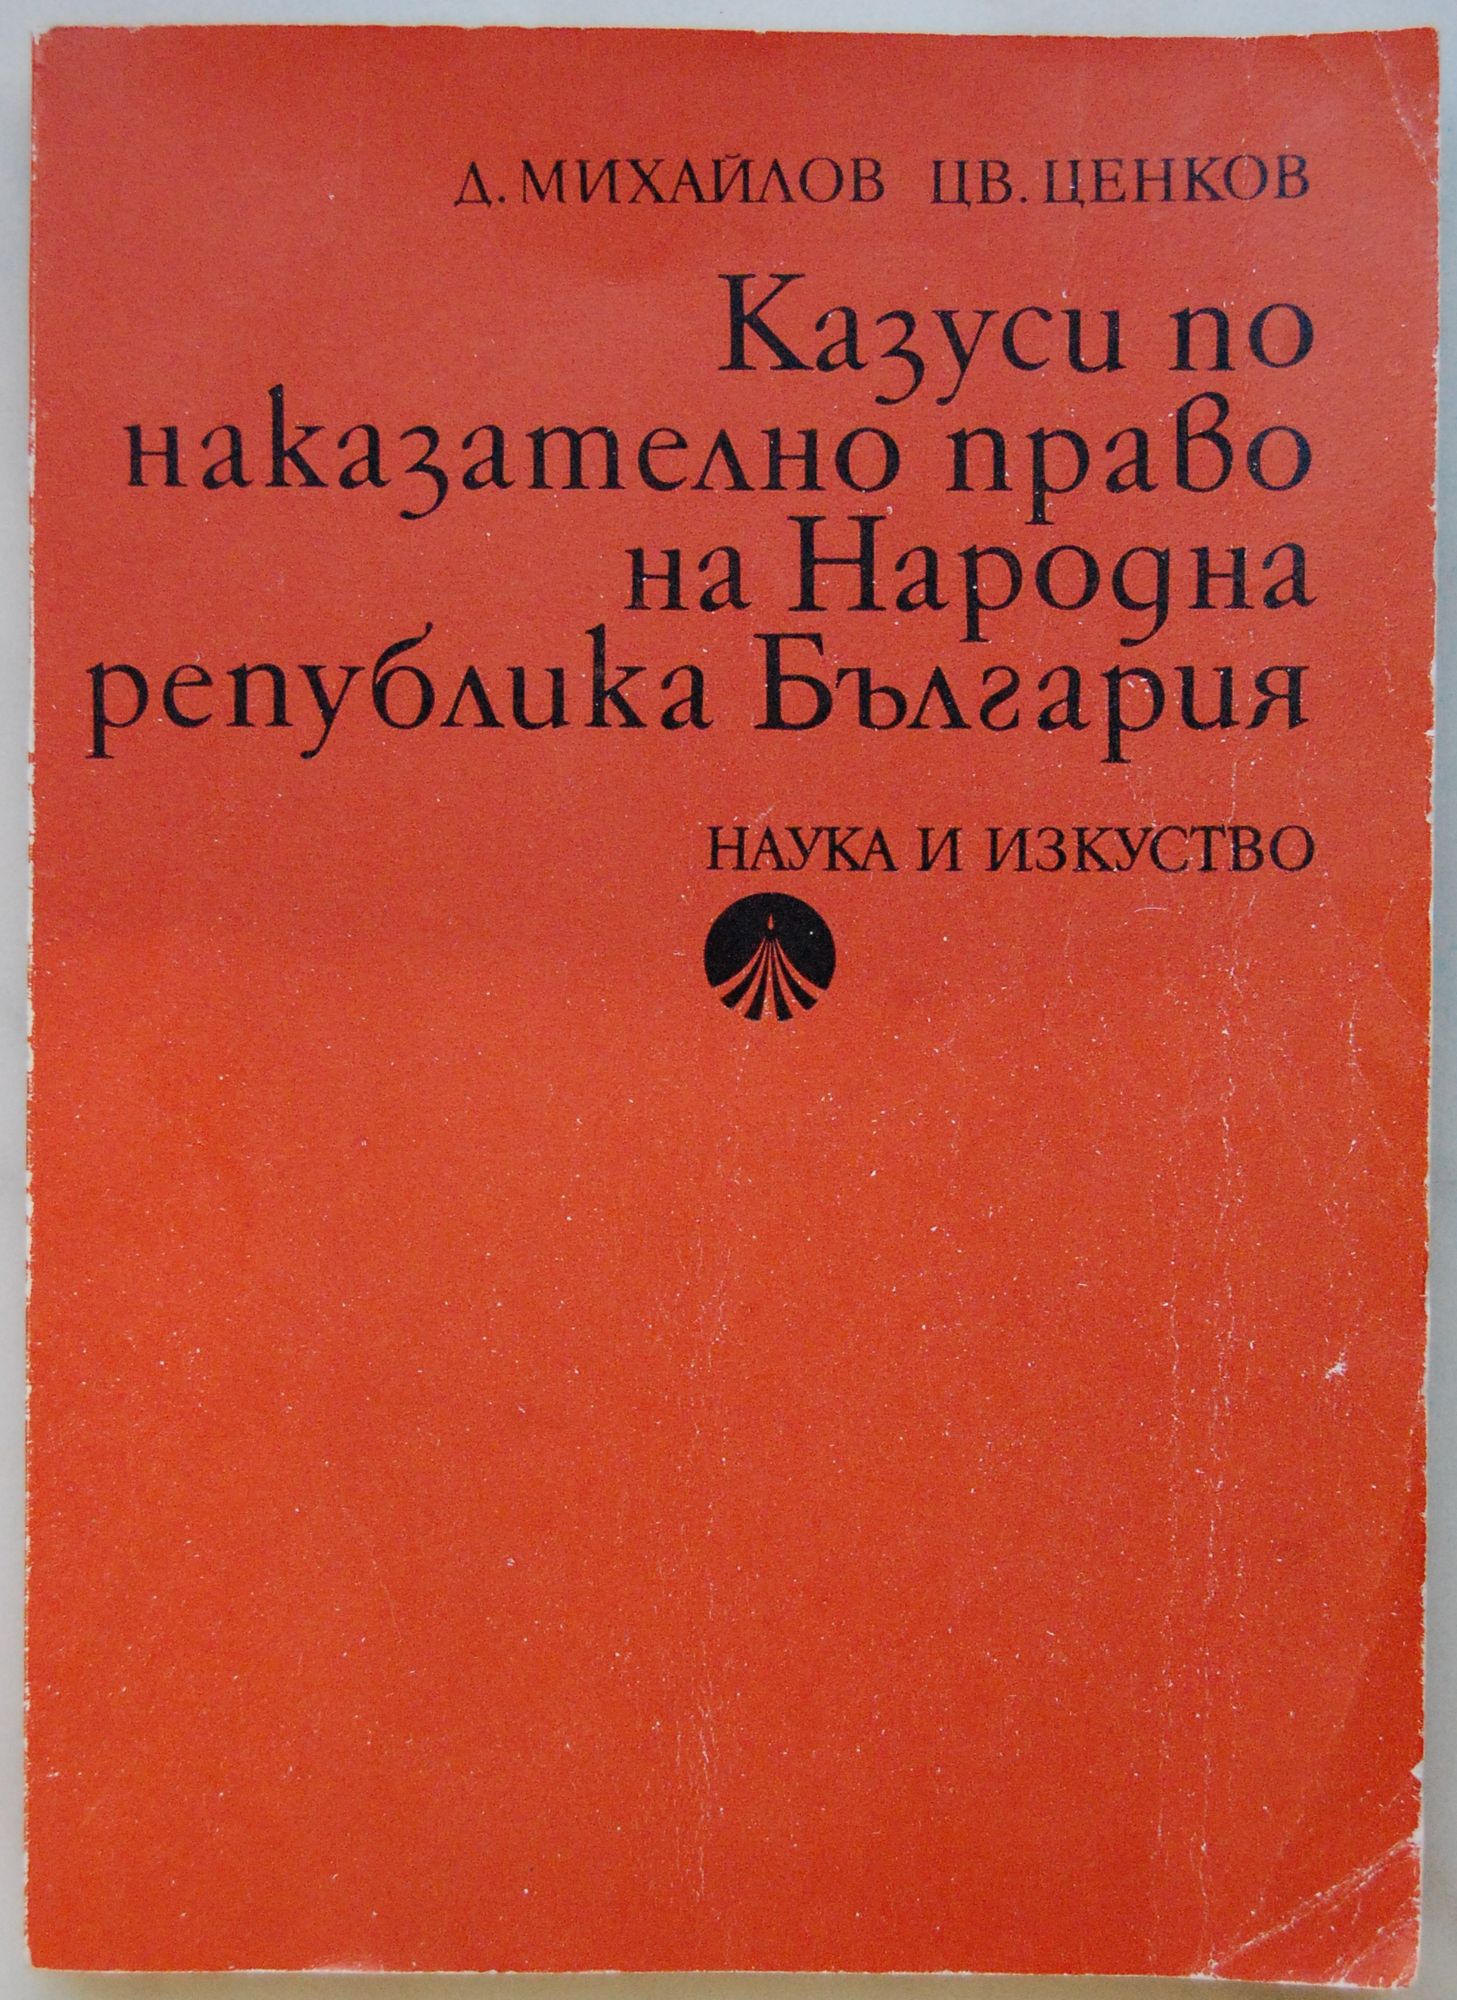 Д. МИХАЙЛОВ ЦВ. ЦЕНКОВ
Казуси по
наказателно право
на Народна
република България
НАУКА И ИЗКУСТВО